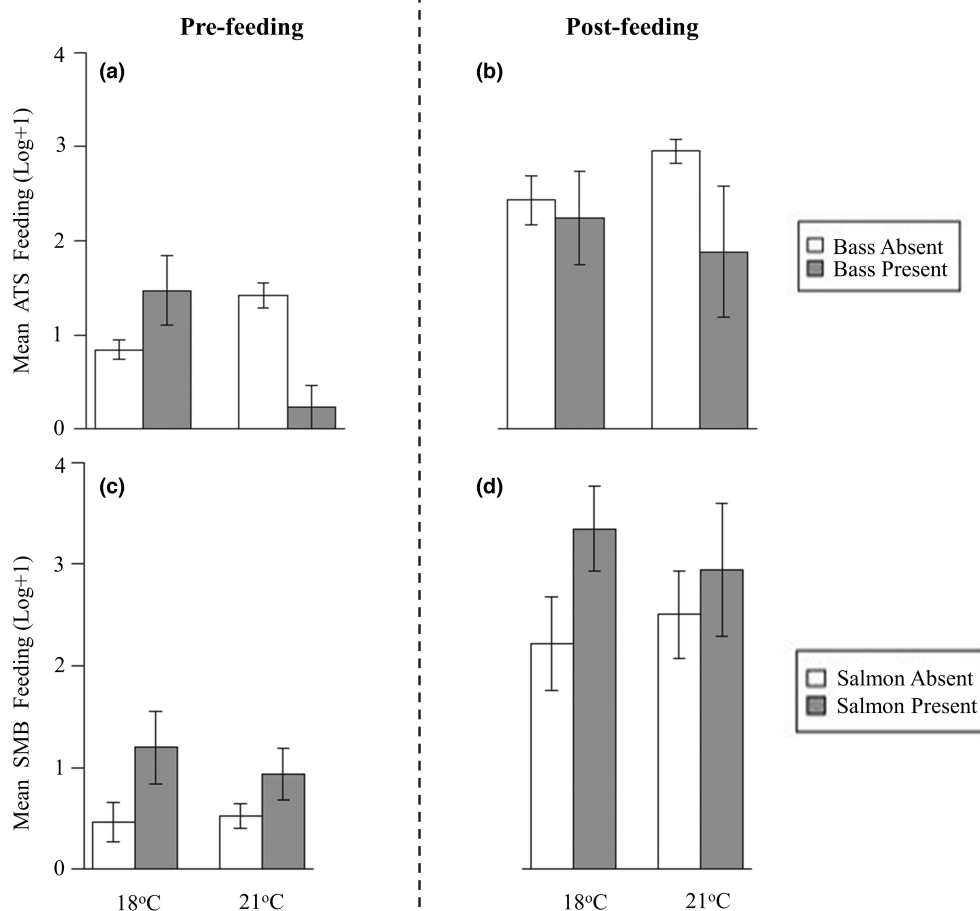 Pre-feeding
Post-feeding
(a)
(b)
4
3
2
1
0
Mean ATS Feeding (Log+1)
Bass Absent
Bass Present
(c)
(d)
4
3
2
1
0
Mean SMB Feeding (Log+1)
Salmon Absent
Salmon Present
18°C
21°C
18°C
21°C